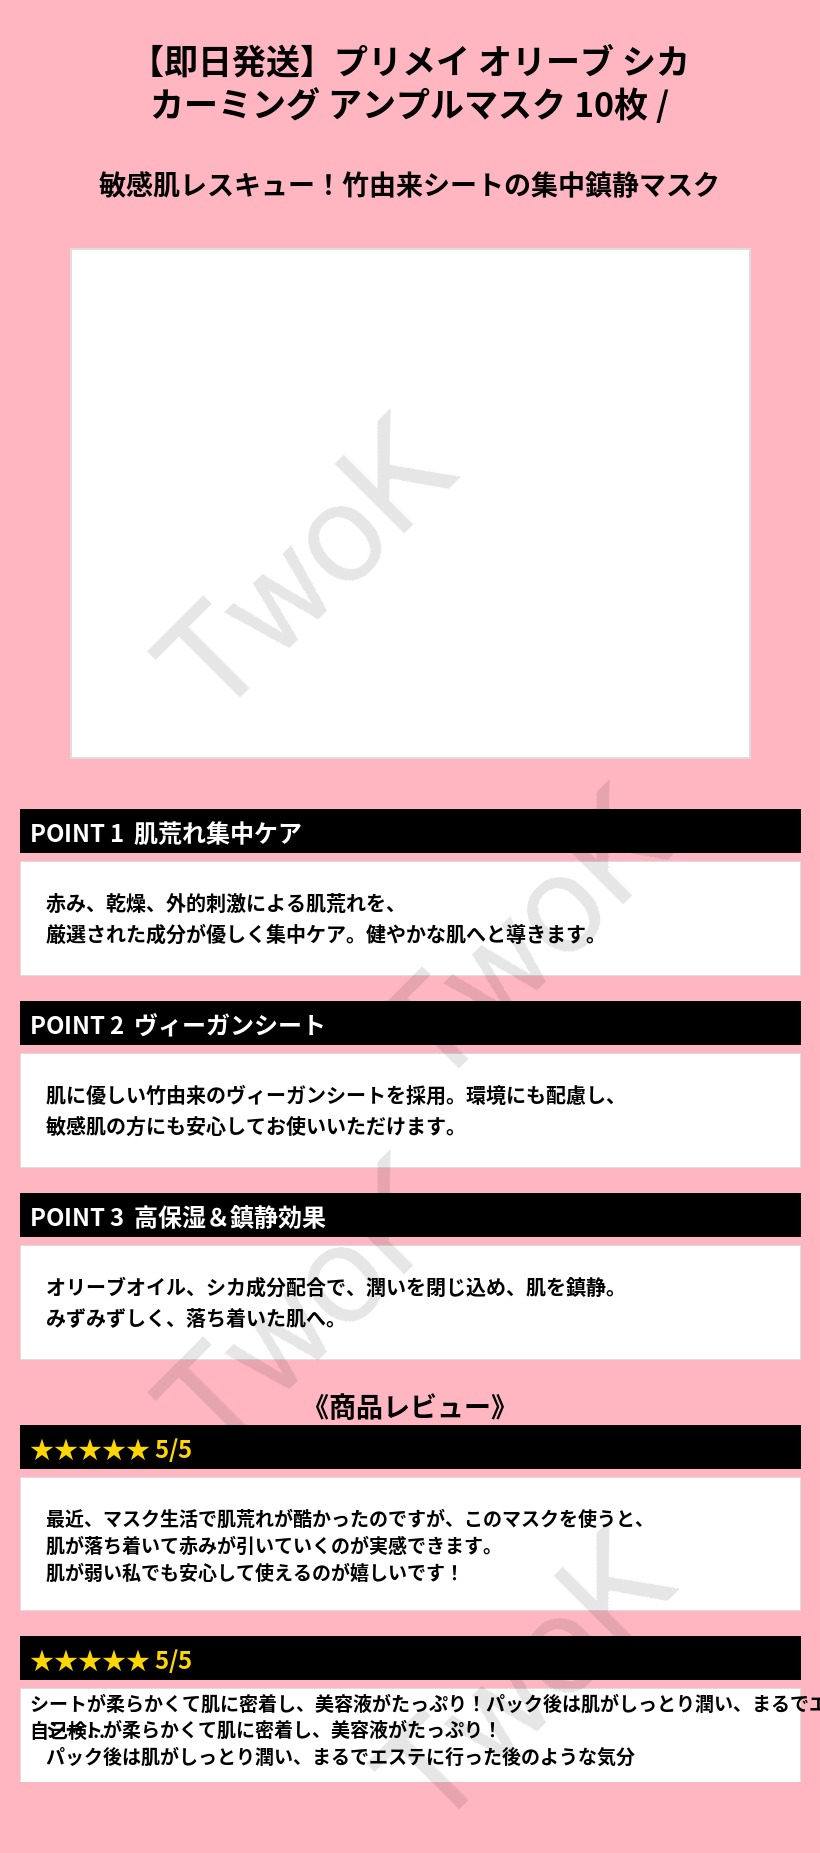 【即日発送】プリメイ オリーブ シカ
カーミング アンプルマスク 10枚 /
敏感肌レスキュー！竹由来シートの集中鎮静マスク
TwoK
POINT 1 肌荒れ集中ケア
赤み、乾燥、外的刺激による肌荒れを、
厳選された成分が優しく集中ケア。健やかな肌へと導きます。
TwoK
POINT 2 ヴィーガンシート
肌に優しい竹由来のヴィーガンシートを採用。環境にも配慮し、
敏感肌の方にも安心してお使いいただけます。
POINT 3 高保湿＆鎮静効果
オリーブオイル、シカ成分配合で、潤いを閉じ込め、肌を鎮静。
みずみずしく、落ち着いた肌へ。
TwoK
《商品レビュー》
★★★★★ 5/5
最近、マスク生活で肌荒れが酷かったのですが、このマスクを使うと、
肌が落ち着いて赤みが引いていくのが実感できます。
肌が弱い私でも安心して使えるのが嬉しいです！
★★★★★ 5/5
シートが柔らかくて肌に密着し、美容液がたっぷり！パック後は肌がしっとり潤い、まるでエ
シートが柔らかくて肌に密着し、美容液がたっぷり！
パック後は肌がしっとり潤い、まるでエステに行った後のような気分
TwoK